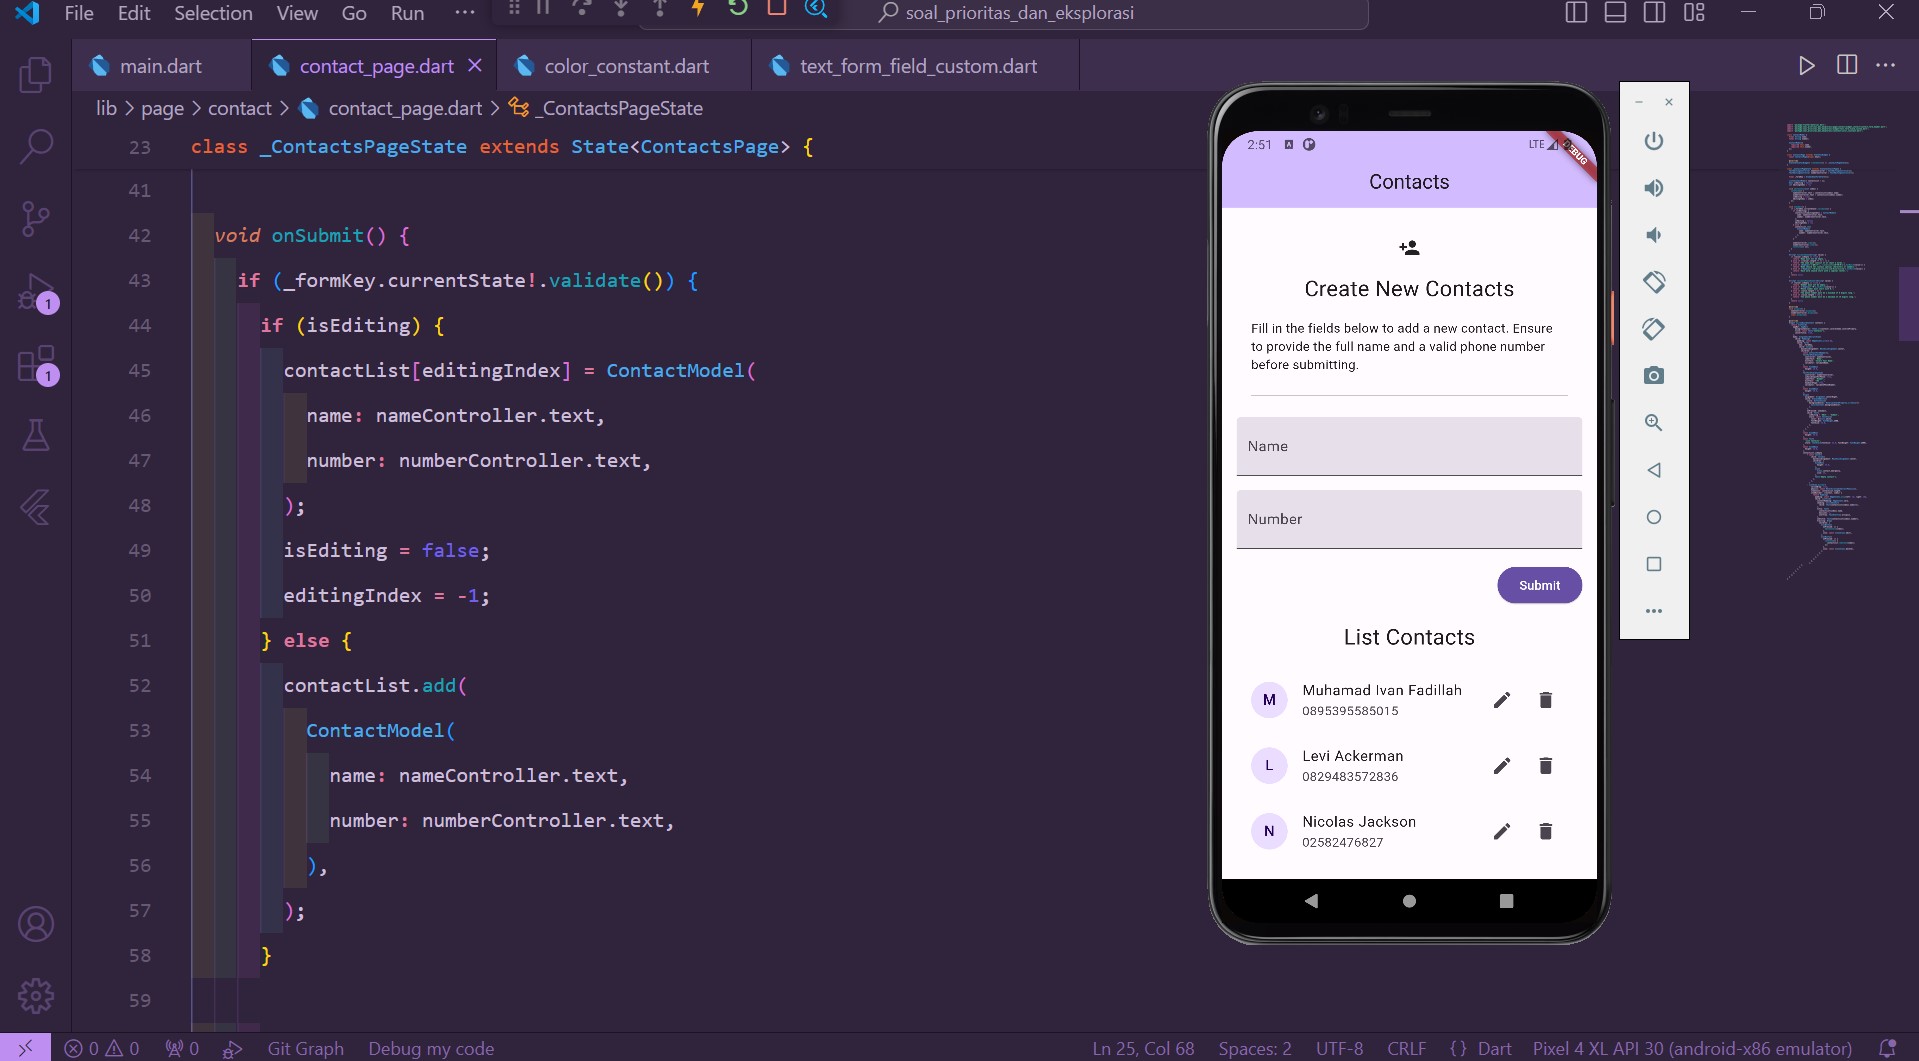 File Edit Selection View Go Run ··· soal_prioritas_dan_eksplorasi
main.dart contact_page.dart color_constant.dart text_form_field_custom.dart
lib > page > contact > contact_page.dart > _ContactsPageState
23 class _ContactsPageState extends State<ContactsPage> {
41
42 void onSubmit() {
43 if (_formKey.currentState!.validate()) {
44 if (isEditing) {
45 contactList[editingIndex] = ContactModel(
46 name: nameController.text,
47 number: numberController.text,
48 );
49 isEditing = false;
50 editingIndex = -1;
51 } else {
52 contactList.add(
53 ContactModel(
54 name: nameController.text,
55 number: numberController.text,
56 ),
57 );
58 }
59
1
1
2:51 LTE
DEBUG
Contacts
Create New Contacts
Fill in the fields below to add a new contact. Ensure
to provide the full name and a valid phone number
before submitting.
Name
Number
Submit
List Contacts
M Muhamad Ivan Fadillah
0895395585015
L Levi Ackerman
0829483572836
N Nicolas Jackson
02582476827
0 0 0 Git Graph Debug my code Ln 25, Col 68 Spaces: 2 UTF-8 CRLF {} Dart Pixel 4 XL API 30 (android-x86 emulator)